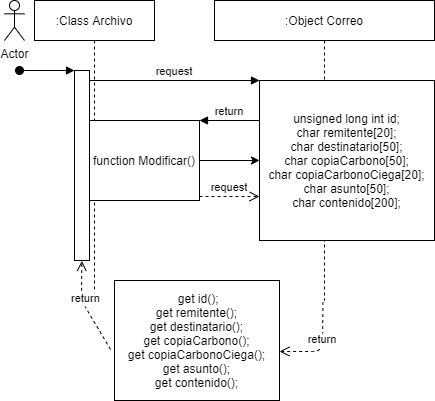 :Class Archivo
:Object Correo
Actor
request
return
unsigned long int id;
char remitente[20];
char destinatario[50];
char copiaCarbono[50];
char copiaCarbonoCiega[20];
char asunto[50];
char contenido[200];
function Modificar()
request
return
get id();
get remitente();
get destinatario();
get copiaCarbono();
get copiaCarbonoCiega();
get asunto();
get contenido();
return